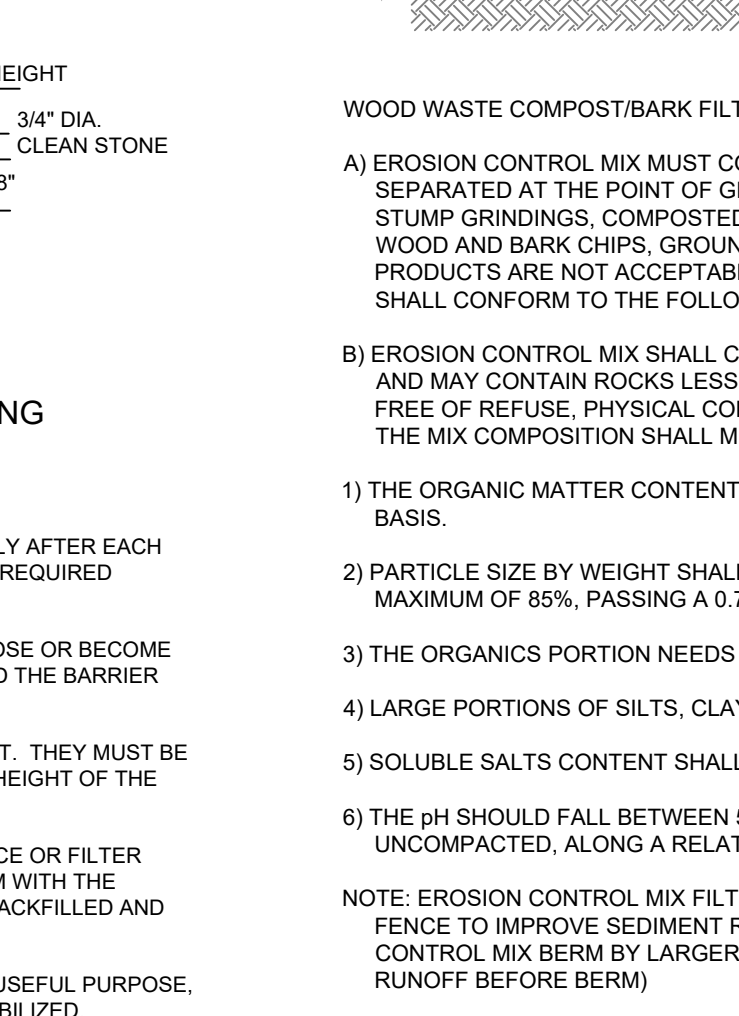 HEIGHT
3/4" DIA.
CLEAN STONE
8"
NG
LY AFTER EACH
REQUIRED
OSE OR BECOME
THE BARRIER
T. THEY MUST BE
HEIGHT OF THE
CE OR FILTER
M WITH THE
ACKFILLED AND
USEFUL PURPOSE,
BILIZED
WOOD WASTE COMPOST/BARK FILT
A) EROSION CONTROL MIX MUST CO
SEPARATED AT THE POINT OF G
STUMP GRINDINGS, COMPOSTED
WOOD AND BARK CHIPS, GROUN
PRODUCTS ARE NOT ACCEPTAB
SHALL CONFORM TO THE FOLLO
B) EROSION CONTROL MIX SHALL C
AND MAY CONTAIN ROCKS LESS
FREE OF REFUSE, PHYSICAL CO
THE MIX COMPOSITION SHALL M
1) THE ORGANIC MATTER CONTENT
BASIS.
2) PARTICLE SIZE BY WEIGHT SHALL
MAXIMUM OF 85%, PASSING A 0.7
3) THE ORGANICS PORTION NEEDS
4) LARGE PORTIONS OF SILTS, CLAY
5) SOLUBLE SALTS CONTENT SHALL
6) THE pH SHOULD FALL BETWEEN 5
UNCOMPACTED, ALONG A RELAT
NOTE: EROSION CONTROL MIX FILT
FENCE TO IMPROVE SEDIMENT R
CONTROL MIX BERM BY LARGER
RUNOFF BEFORE BERM)